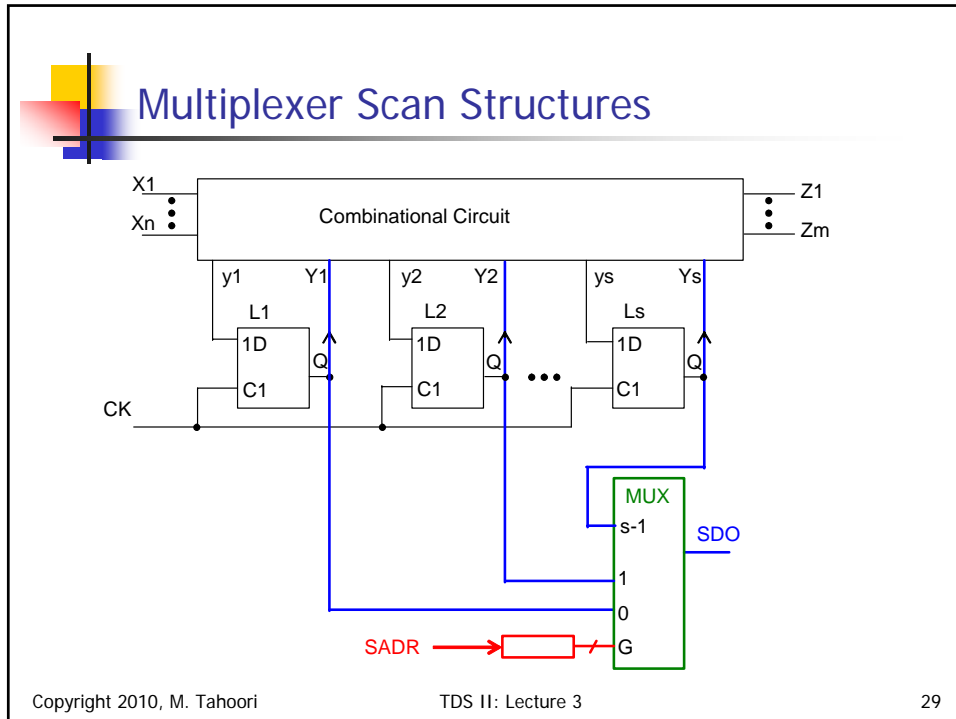 Multiplexer Scan Structures
X1
Xn
Combinational Circuit
Z1
Zm
y1 Y1 y2 Y2 ys Ys
L1 L2 Ls
1D 1D 1D
Q Q Q
C1 C1 C1
CK
MUX
s-1
SDO
1
0
SADR G
Copyright 2010, M. Tahoori TDS II: Lecture 3 29